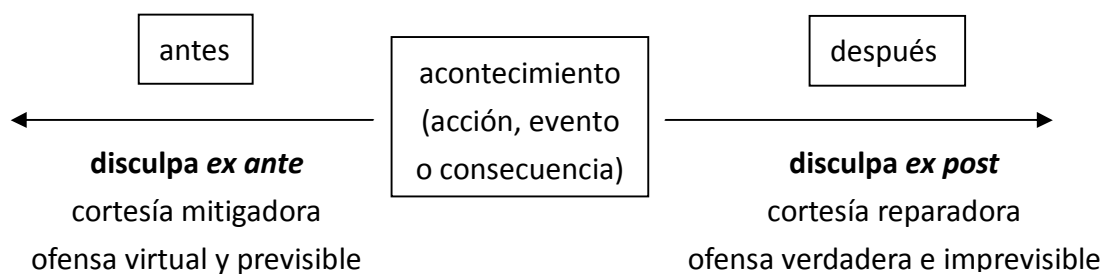 antes
después
acontecimiento
(acción, evento
o consecuencia)
disculpa ex ante
cortesía mitigadora
ofensa virtual y previsible
disculpa ex post
cortesía reparadora
ofensa verdadera e imprevisible